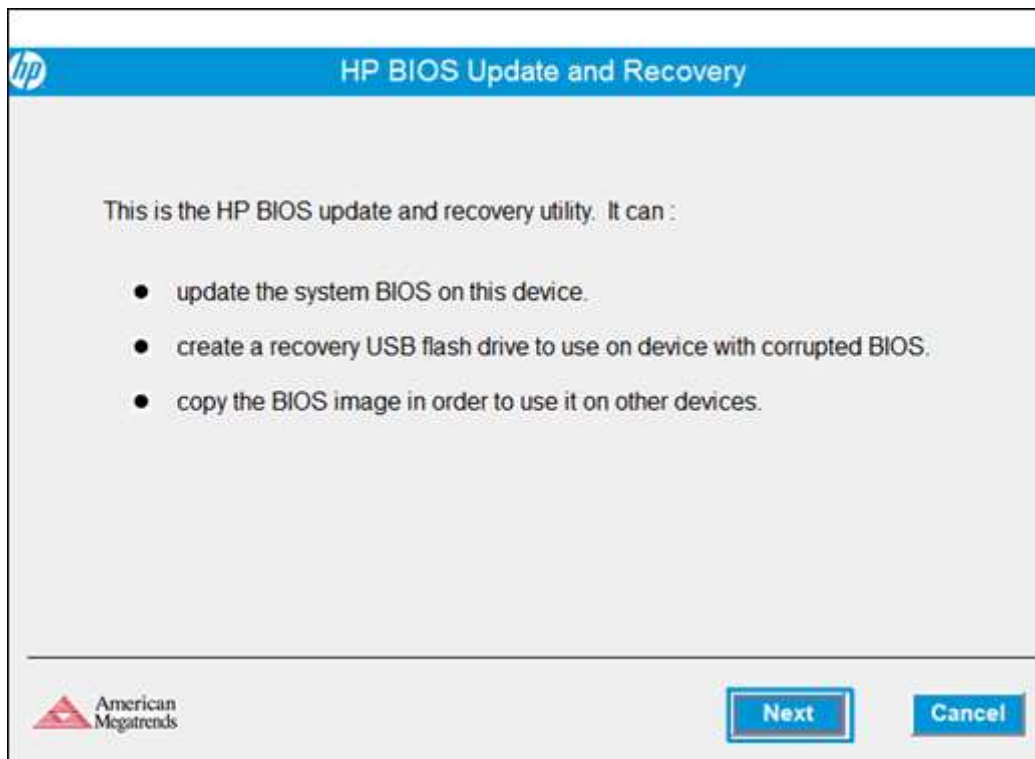 hp
HP BIOS Update and Recovery
This is the HP BIOS update and recovery utility. It can :
● update the system BIOS on this device.
● create a recovery USB flash drive to use on device with corrupted BIOS.
● copy the BIOS image in order to use it on other devices.
American
Megatrends
Next
Cancel